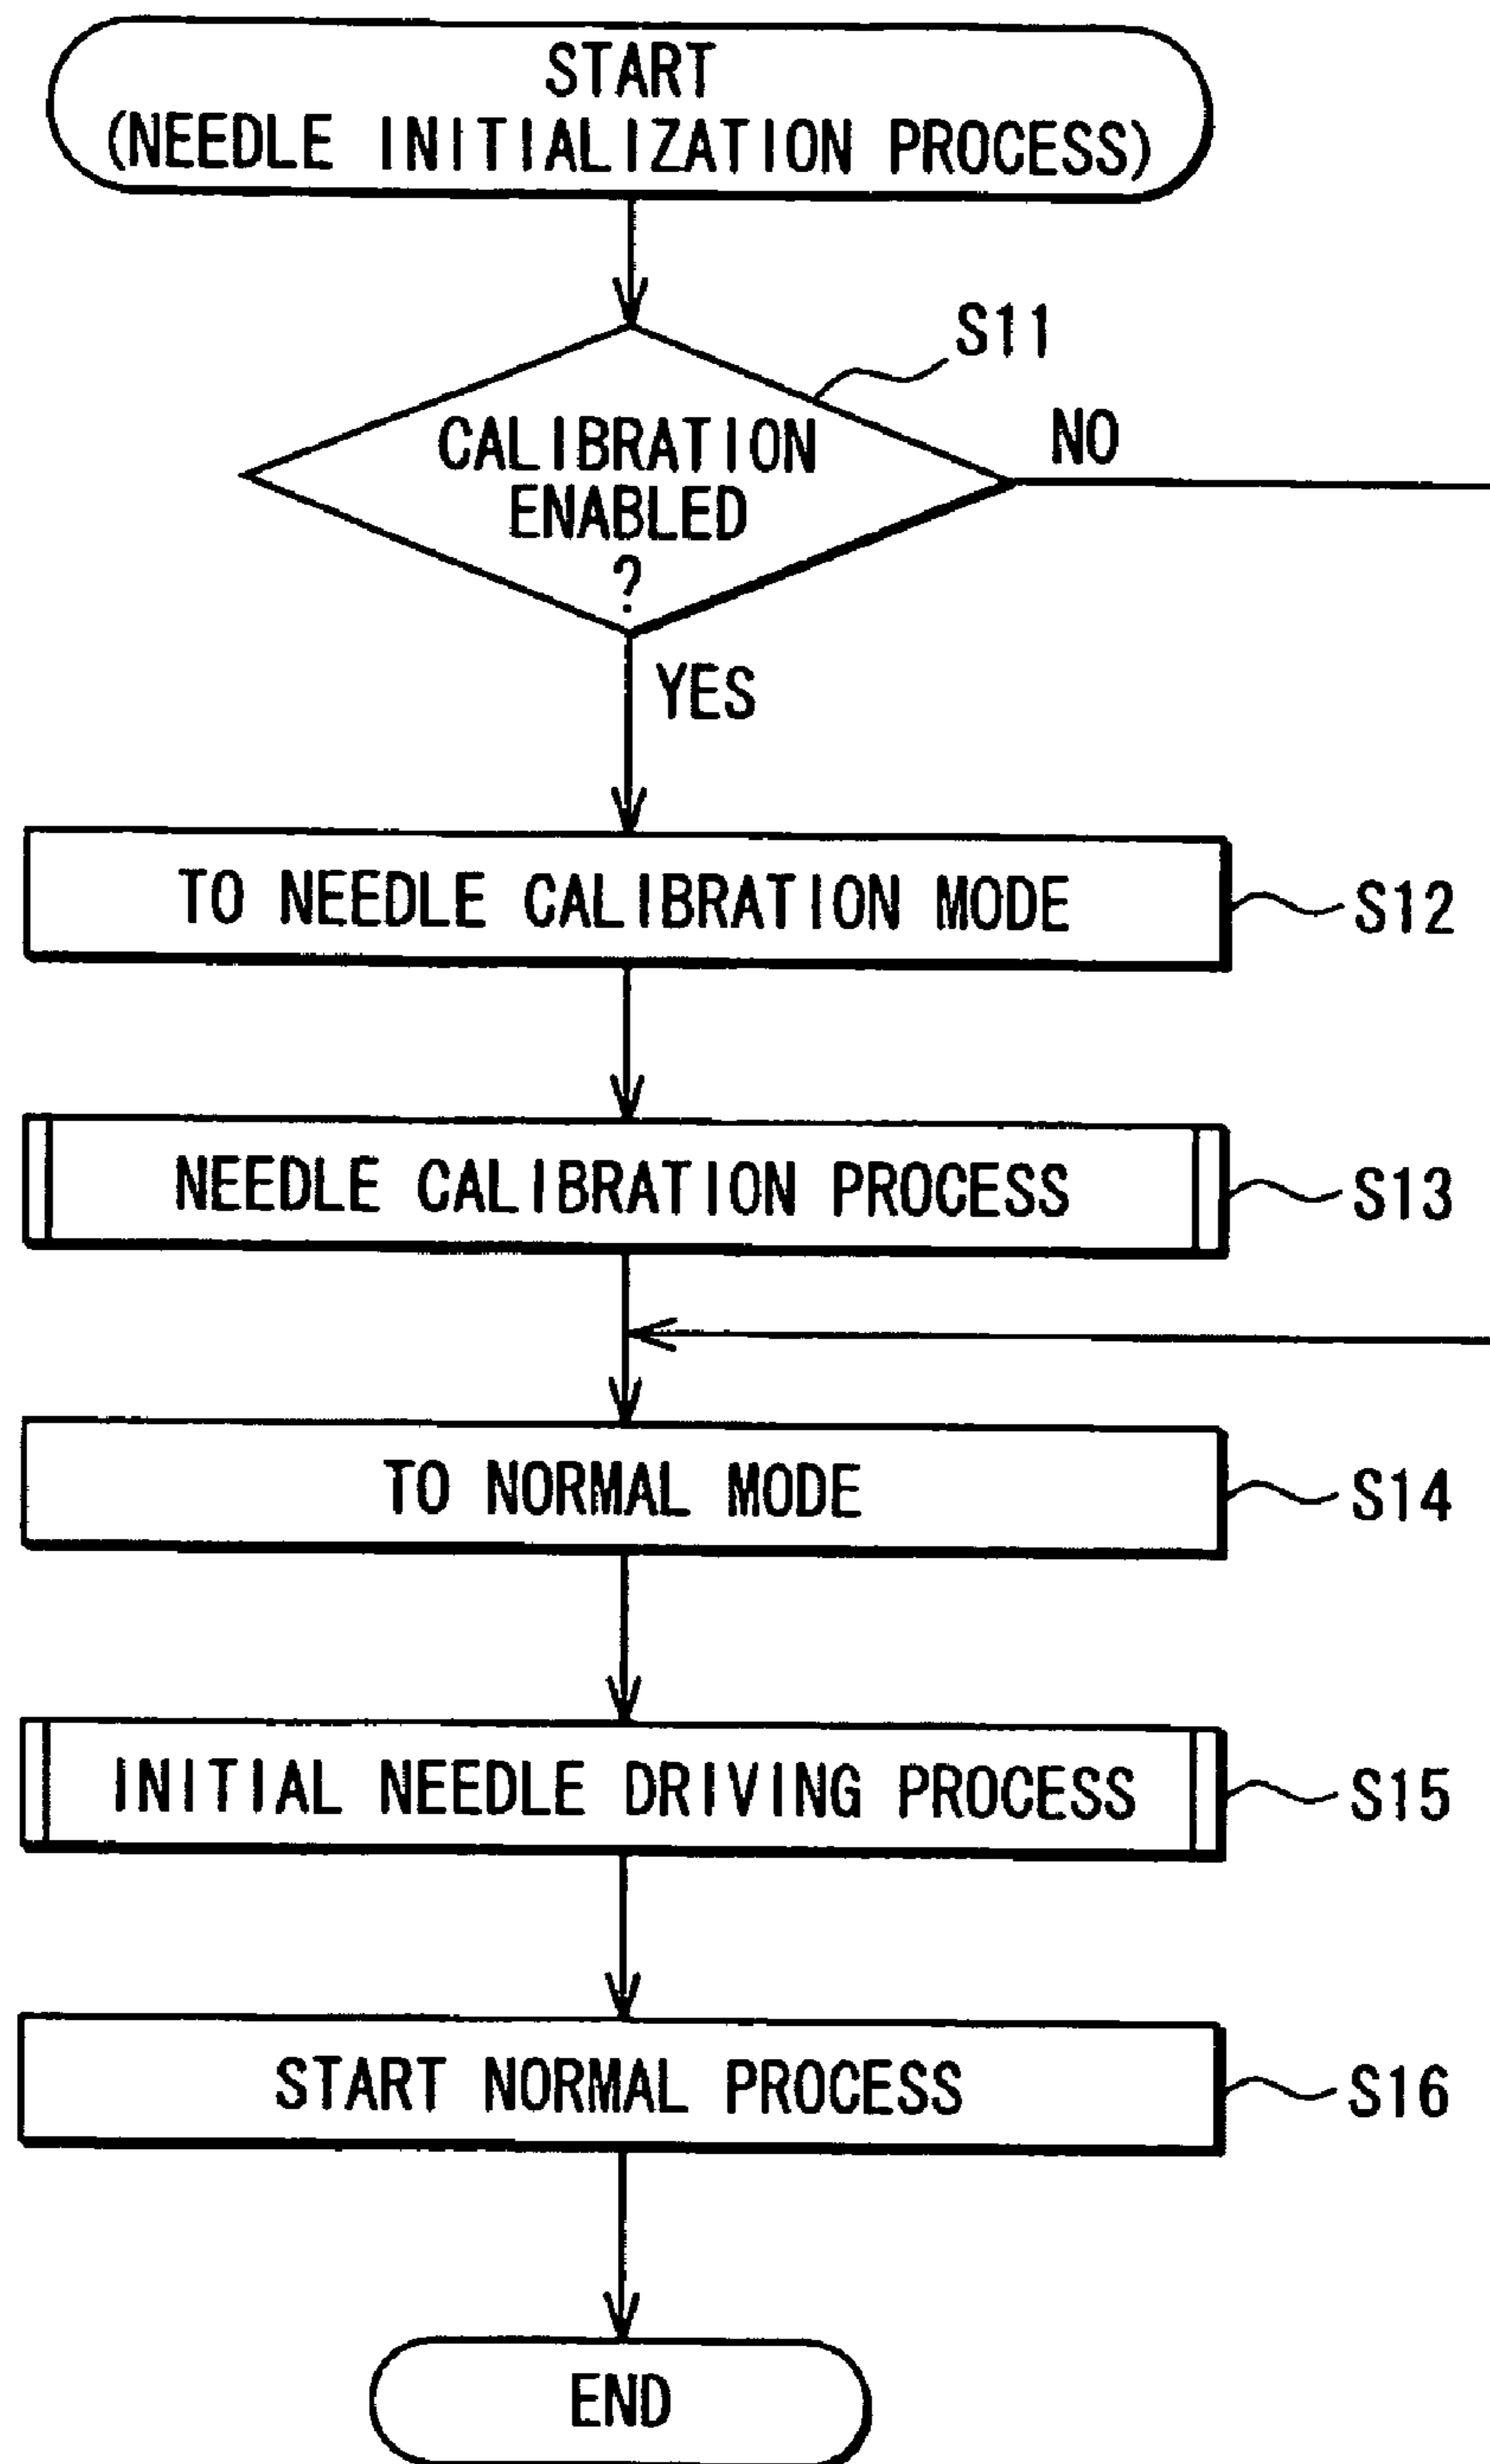 START
(NEEDLE INITIALIZATION PROCESS)
S11
CALIBRATION
ENABLED
?
NO
YES
TO NEEDLE CALIBRATION MODE
S12
NEEDLE CALIBRATION PROCESS
S13
TO NORMAL MODE
S14
INITIAL NEEDLE DRIVING PROCESS
S15
START NORMAL PROCESS
S16
END